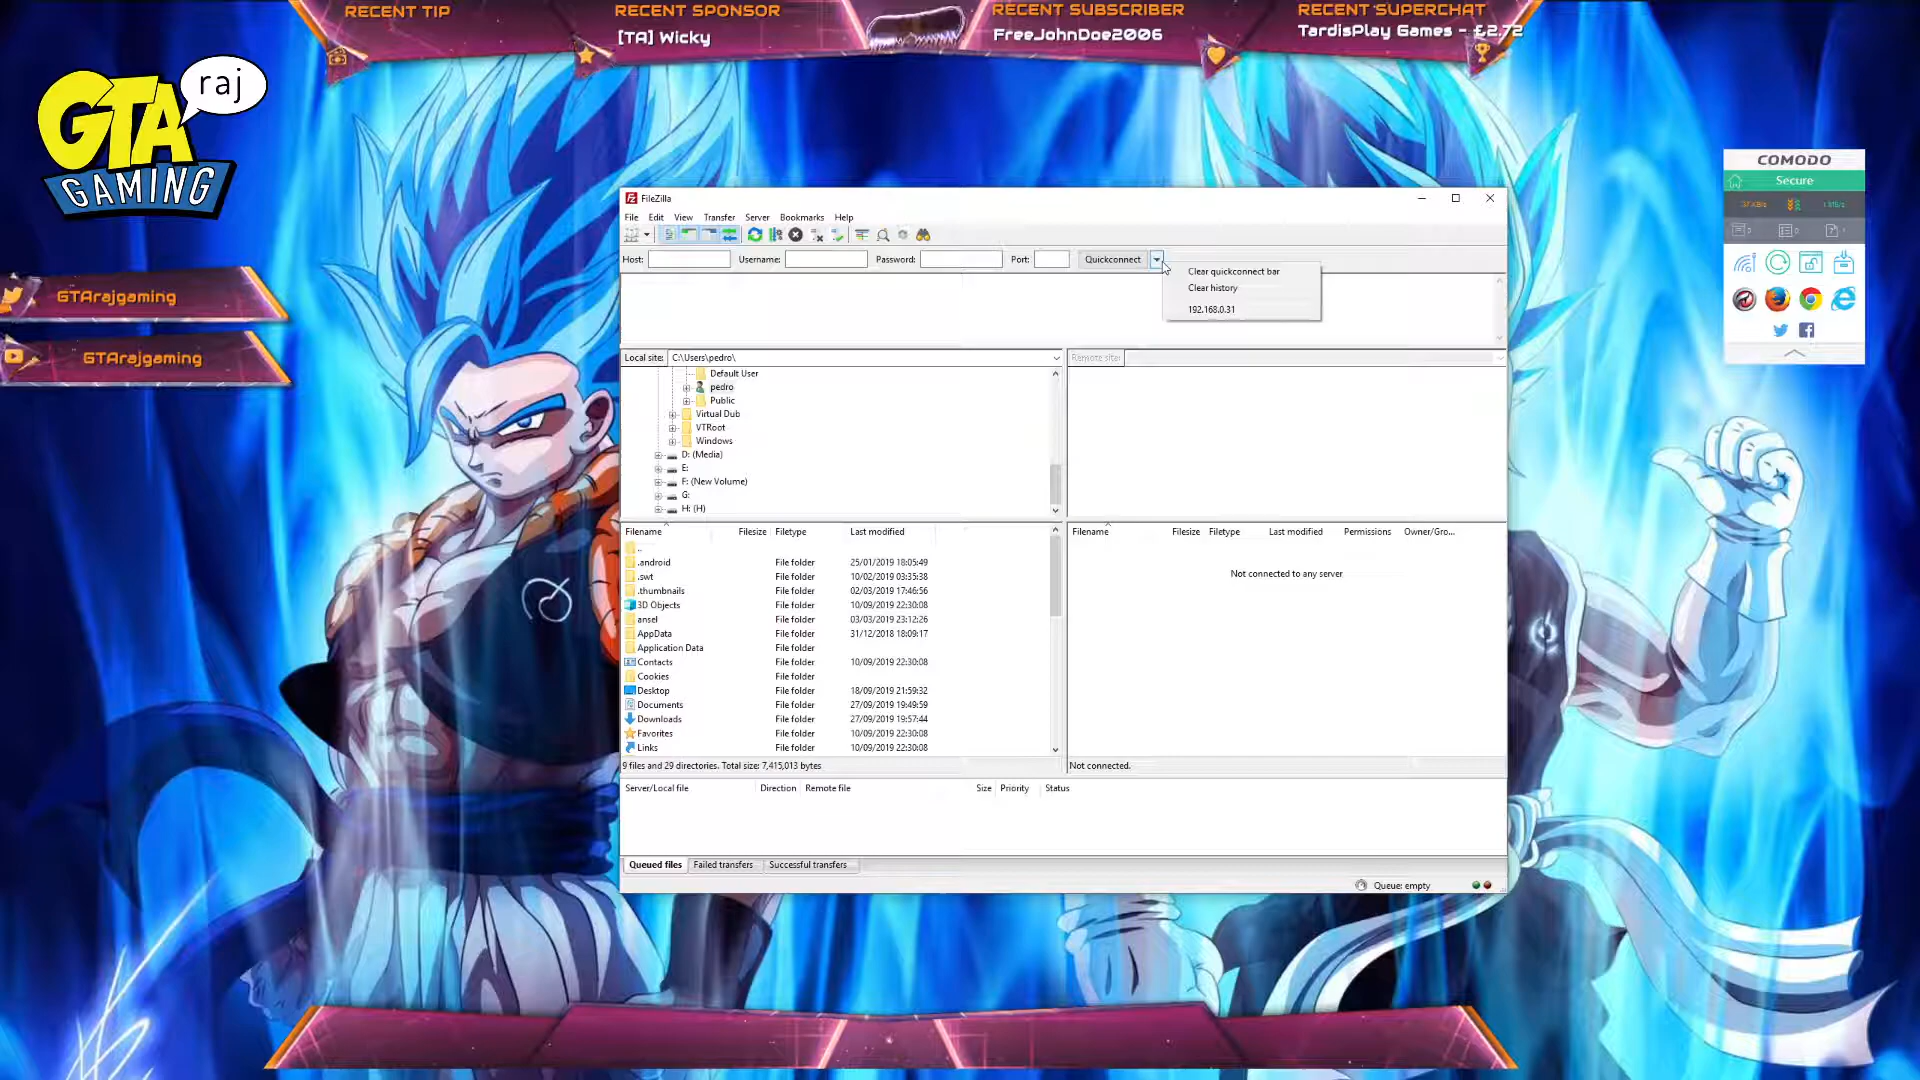 RECENT TIP
RECENT SPONSOR
[TA] Wicky
RECENT SUBSCRIBER
FreeJohnDoe2006
RECENT SUPERCHAT
TardisPlay Games - £2.72
raj
GTA
GAMING
GTArajgaming
GTArajgaming
COMODO
Secure
FileZilla
File Edit View Transfer Server Bookmarks Help
Host: Username: Password: Port: Quickconnect
Clear quickconnect bar
Clear history
192.168.0.31
Local site: C:\Users\pedro\
Remote site:
Default User
pedro
Public
Virtual Dub
VTRoot
Windows
D: (Media)
E:
F: (New Volume)
G:
H: (H)
Filename Filesize Filetype Last modified
..
.android File folder 25/01/2019 18:05:49
.swt File folder 10/02/2019 03:35:38
.thumbnails File folder 02/03/2019 17:46:56
3D Objects File folder 10/09/2019 22:30:08
ansel File folder 03/03/2019 23:12:26
AppData File folder 31/12/2018 18:09:17
Application Data File folder
Contacts File folder 10/09/2019 22:30:08
Cookies File folder
Desktop File folder 18/09/2019 21:59:32
Documents File folder 27/09/2019 19:49:59
Downloads File folder 27/09/2019 19:57:44
Favorites File folder 10/09/2019 22:30:08
Links File folder 10/09/2019 22:30:08
9 files and 29 directories. Total size: 7,415,013 bytes
Filename Filesize Filetype Last modified Permissions Owner/Gro...
Not connected to any server
Not connected.
Server/Local file Direction Remote file Size Priority Status
Queued files Failed transfers Successful transfers
Queue: empty